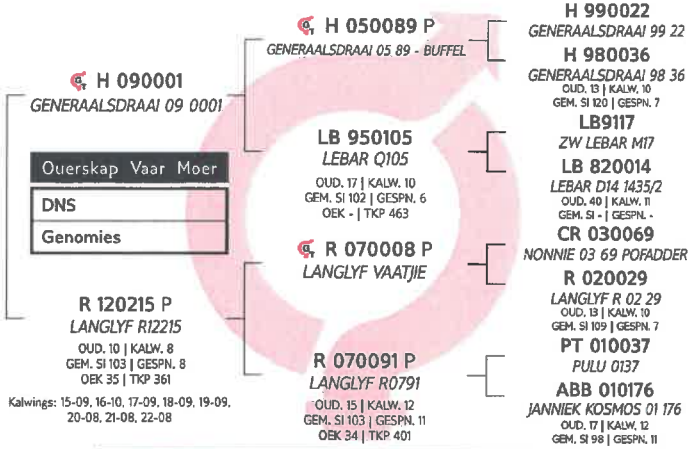 H 090001
GENERAALSDRAAI 09 0001
Ouerskap Vaar Moer
DNS
Genomies
R 120215 P
LANGLYF R12215
OUD. 10 | KALW. 8
GEM. SI 103 | GESPN. 8
OEK 35 | TKP 361
Kalwings: 15-09, 16-10, 17-09, 18-09, 19-09,
20-08, 21-08, 22-08
H 050089 P
GENERAALSDRAAI 05 89 - BUFFEL
LB 950105
LEBAR Q105
OUD. 17 | KALW. 10
GEM. SI 102 | GESPN. 6
OEK - | TKP 463
R 070008 P
LANGLYF VAATJIE
R 070091 P
LANGLYF R0791
OUD. 15 | KALW. 12
GEM. SI 103 | GESPN. 11
OEK 34 | TKP 401
H 990022
GENERAALSDRAAI 99 22
H 980036
GENERAALSDRAAI 98 36
OUD. 13 | KALW. 10
GEM. SI 120 | GESPN. 7
LB9117
ZW LEBAR M17
LB 820014
LEBAR D14 1435/2
OUD. 40 | KALW. 11
GEM. SI - | GESPN. -
CR 030069
NONNIE 03 69 POFADDER
R 020029
LANGLYF R 02 29
OUD. 13 | KALW. 10
GEM. SI 109 | GESPN. 7
PT 010037
PULU 0137
ABB 010176
JANNIEK KOSMOS 01 176
OUD. 17 | KALW. 12
GEM. SI 98 | GESPN. 11